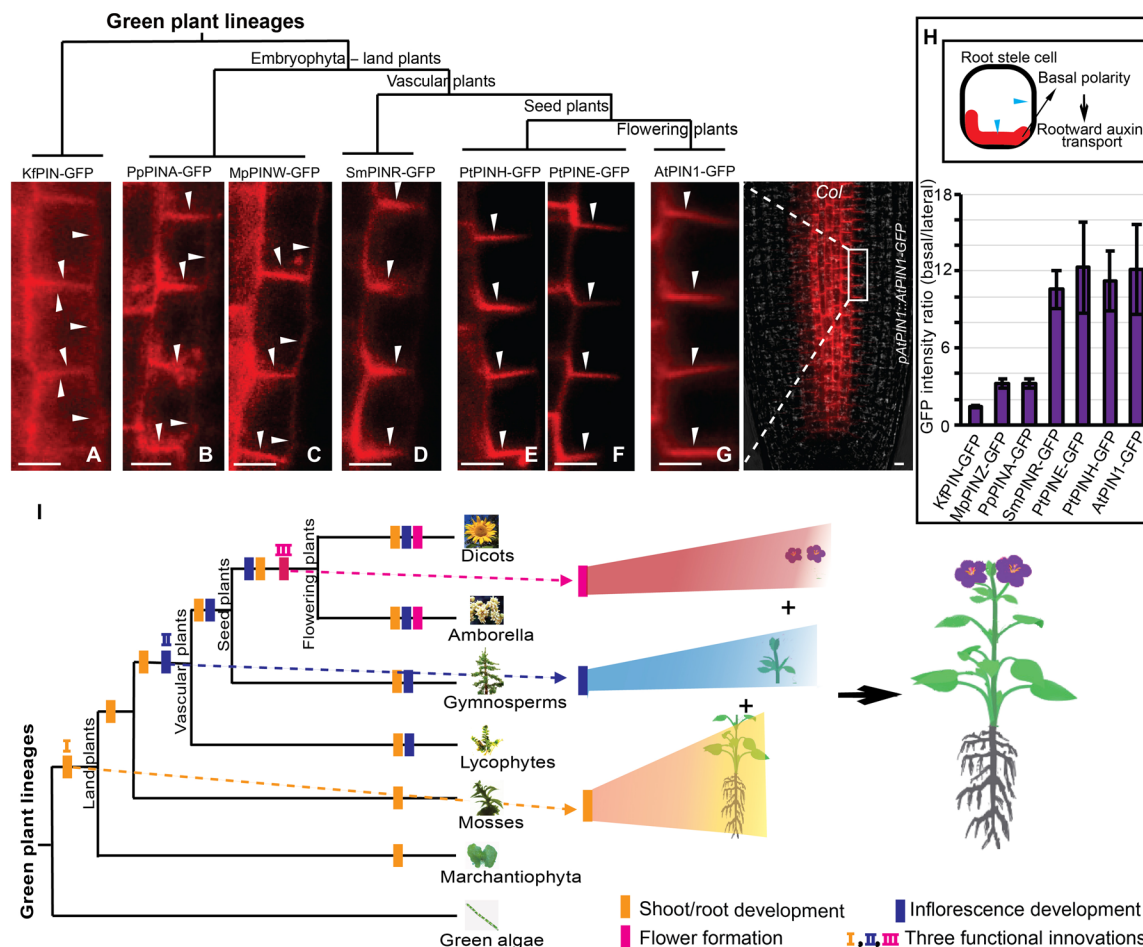 Green plant lineages
Embryophyta – land plants
Vascular plants
Seed plants
Flowering plants
KfPIN-GFP
PpPINA-GFP
MpPINW-GFP
SmPINR-GFP
PtPINH-GFP
PtPINE-GFP
AtPIN1-GFP
A
B
C
D
E
F
G
Col
pAtPIN1::AtPIN1-GFP
H
Root stele cell
Basal polarity
Rootward auxin
transport
GFP intensity ratio (basal/lateral)
18
12
6
0
KfPIN-GFP
MpPINZ-GFP
PpPINA-GFP
SmPINR-GFP
PtPINE-GFP
PtPINH-GFP
AtPIN1-GFP
I
Green plant lineages
Land plants
Vascular plants
Seed plants
Flowering plants
I
II
III
Dicots
Amborella
Gymnosperms
Lycophytes
Mosses
Marchantiophyta
Green algae
+
+
Shoot/root development
Inflorescence development
Flower formation
I,II,III Three functional innovations